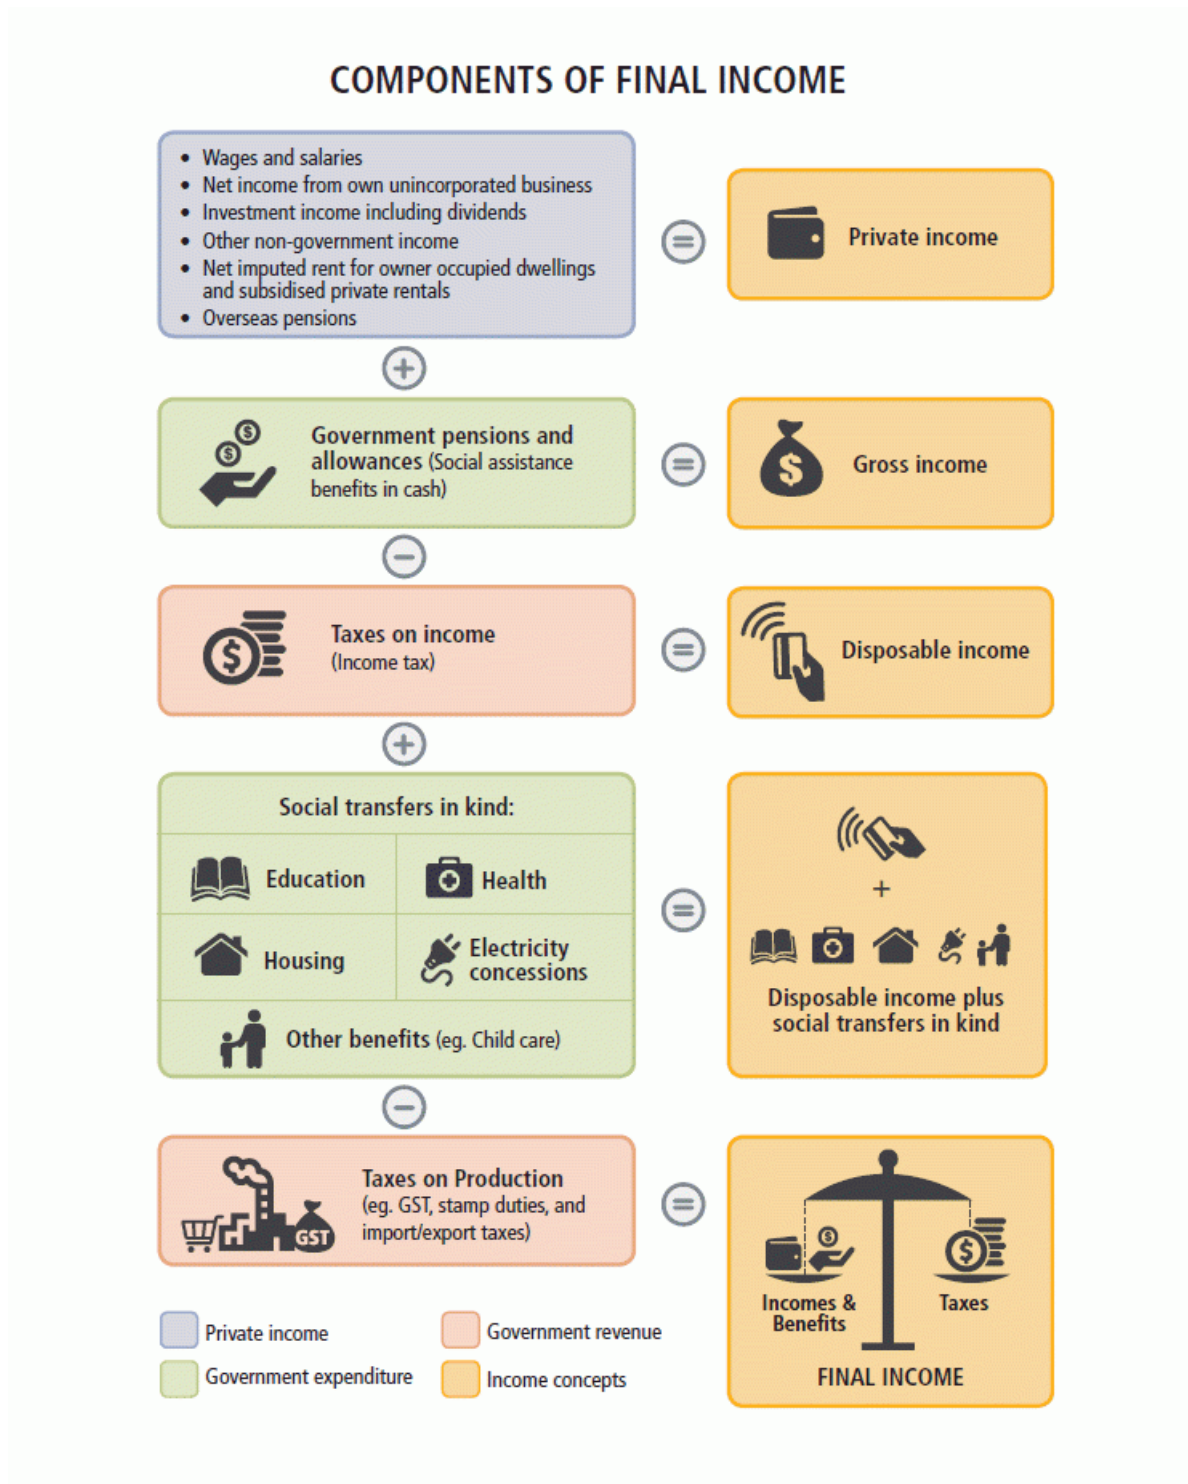 COMPONENTS OF FINAL INCOME
• Wages and salaries
• Net income from own unincorporated business
• Investment income including dividends
• Other non-government income
• Net imputed rent for owner occupied dwellings
and subsidised private rentals
• Overseas pensions
=
Private income
+
$
$
Government pensions and
allowances (Social assistance
benefits in cash)
=
$
Gross income
−
$
Taxes on income
(Income tax)
=
Disposable income
+
Social transfers in kind:
Education
Health
Housing
Electricity
concessions
Other benefits (eg. Child care)
=
+
Disposable income plus
social transfers in kind
−
GST
Taxes on Production
(eg. GST, stamp duties, and
import/export taxes)
=
$
$
Incomes &
Benefits
Taxes
FINAL INCOME
Private income
Government revenue
Government expenditure
Income concepts